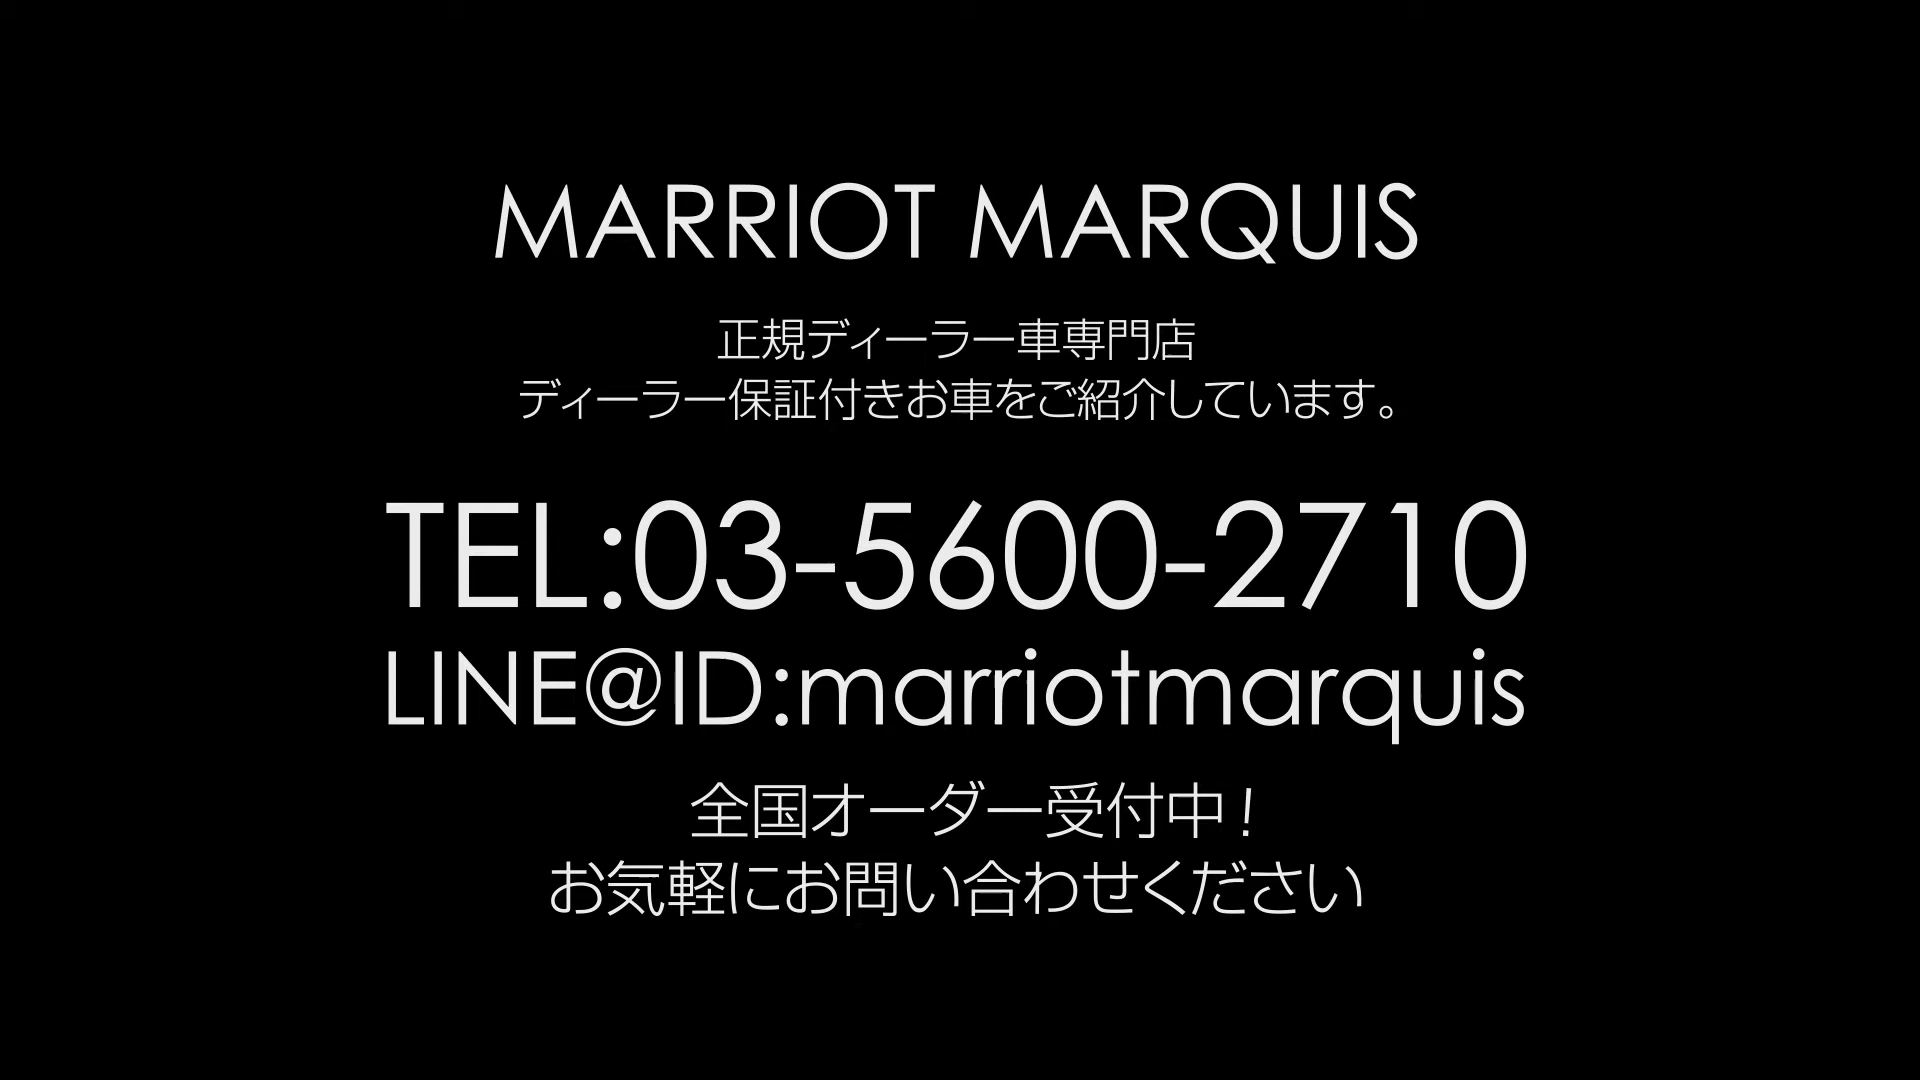 MARRIOT MARQUIS
正規ディーラー車専門店
ディーラー保証付きお車をご紹介しています。
TEL:03-5600-2710
LINE@ID:marriotmarquis
全国オーダー受付中！
お気軽にお問い合わせください